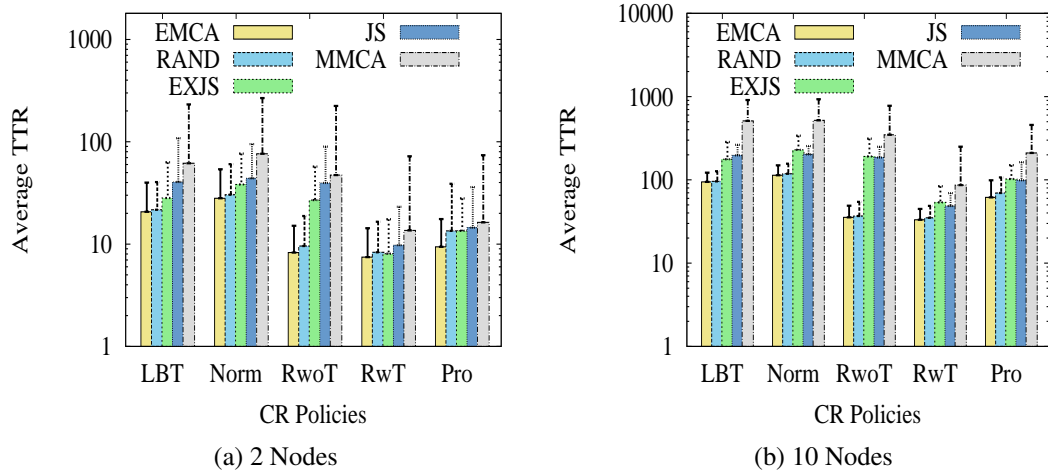 1000
100
10
1
Average TTR
EMCA
RAND
EXJS
JS
MMCA
LBT Norm RwoT RwT Pro
CR Policies
(a) 2 Nodes
10000
1000
100
10
1
Average TTR
EMCA
RAND
EXJS
JS
MMCA
LBT Norm RwoT RwT Pro
CR Policies
(b) 10 Nodes